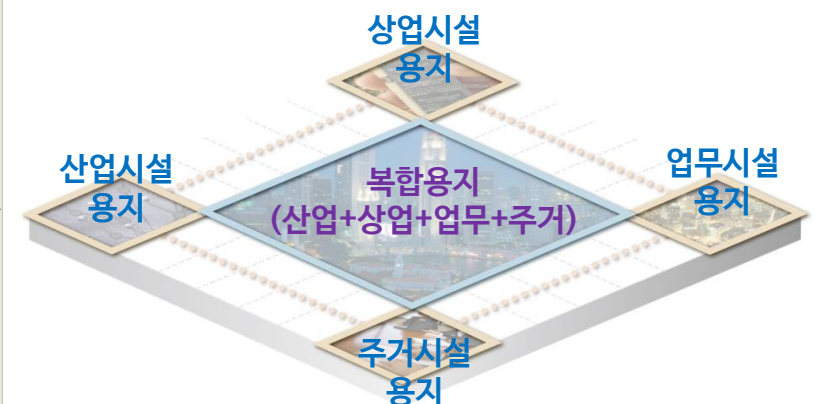 상업시설
용지
산업시설
용지
복합용지
(산업+상업+업무+주거)
업무시설
용지
주거시설
용지